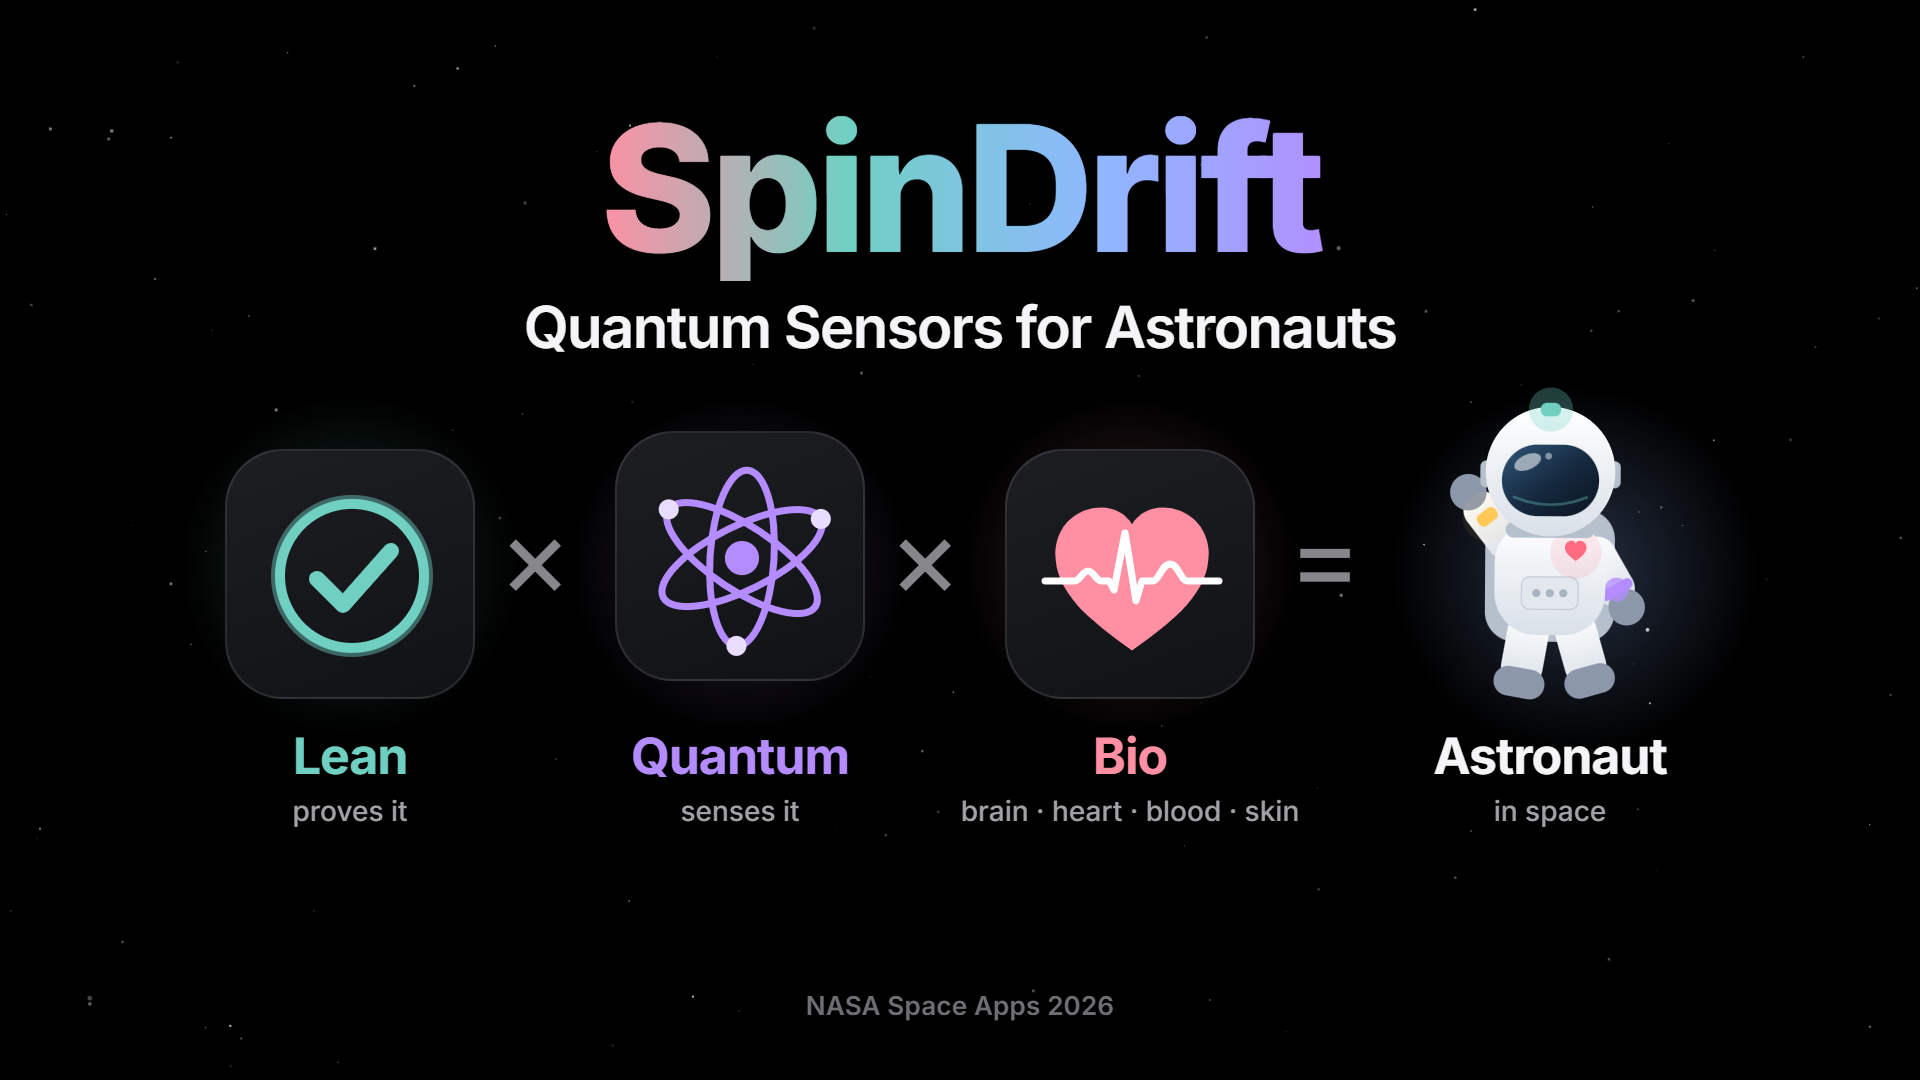 SpinDrift
Quantum Sensors for Astronauts
× × =
Lean Quantum Bio Astronaut
proves it senses it brain · heart · blood · skin in space
NASA Space Apps 2026